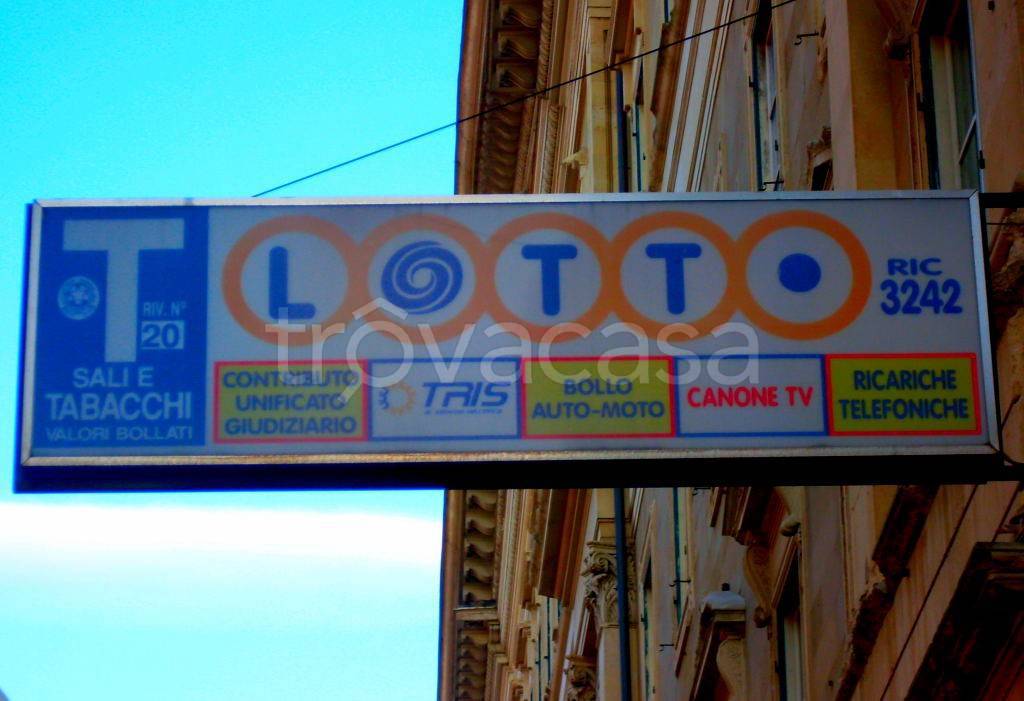 T
RIV. N°
20
SALI E
TABACCHI
VALORI BOLLATI
LOTTO
RIC
3242
CONTRIBUTO
UNIFICATO
GIUDIZIARIO
TRIS
BOLLO
AUTO-MOTO
CANONE TV
RICARICHE
TELEFONICHE
trovacasa